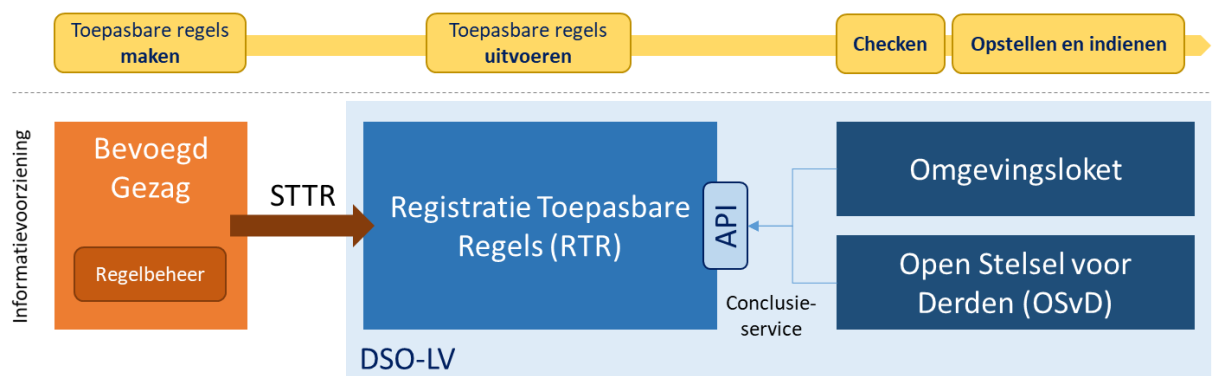 Toepasbare regels
maken
Toepasbare regels
uitvoeren
Checken
Opstellen en indienen
Informatievoorziening
Bevoegd
Gezag
Regelbeheer
STTR
Registratie Toepasbare
Regels (RTR)
API
Conclusie-
service
Omgevingsloket
Open Stelsel voor
Derden (OSvD)
DSO-LV